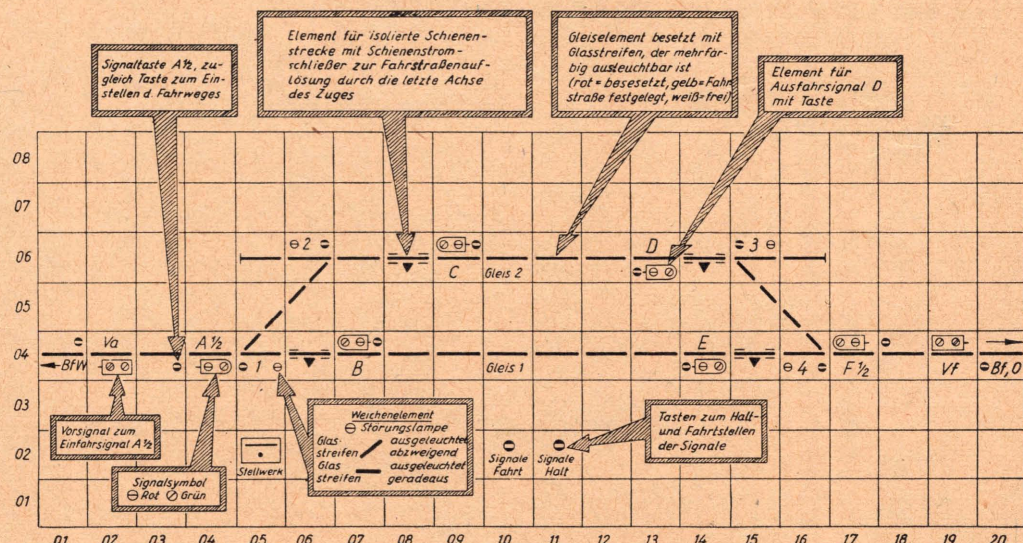 Signaltaste A½, zu-
gleich Taste zum Ein-
stellen d. Fahrweges
Element für isolierte Schienen-
strecke mit Schienenstrom-
schließer zur Fahrstraßenauf-
lösung durch die letzte Achse
des Zuges
Gleiselement besetzt mit
Glasstreifen, der mehrfär-
big ausleuchtbar ist
(rot = besesetzt, gelb=Fahr
straße festgelegt, weiß=frei)
Element für
Ausfahrsignal D
mit Taste
08
07
06
2
C
Gleis 2
D
3
05
04
Va
A½
E
←BfW
1
B
Gleis 1
4
F½
Vf
Bf,O
03
Vorsignal zum
Einfahrsignal A½
Weichenelement
Störungslampe
Glas-
streifen
ausgeleuchtet
abzweigend
Glas
streifen
ausgeleuchtet
geradeaus
Tasten zum Halt-
und Fahrtstellen
der Signale
02
Stellwerk
Signale
Fahrt
Signale
Halt
Signalsymbol
⊖ Rot ⊘ Grün
01
01 02 03 04 05 06 07 08 09 10 11 12 13 14 15 16 17 18 19 20